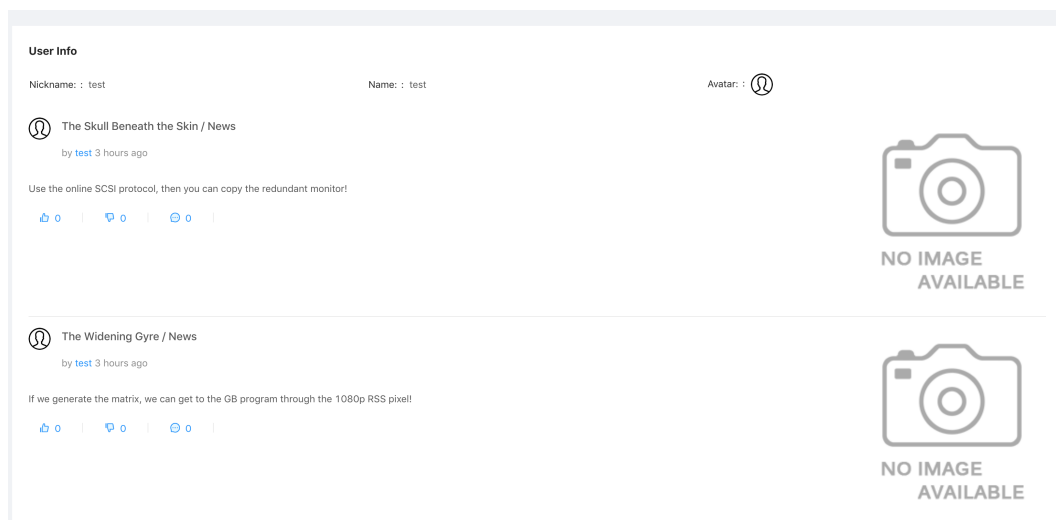 User Info
Nickname: : test
Name: : test
Avatar: :
The Skull Beneath the Skin / News
by test 3 hours ago
Use the online SCSI protocol, then you can copy the redundant monitor!
0 0 0
NO IMAGE
AVAILABLE
The Widening Gyre / News
by test 3 hours ago
If we generate the matrix, we can get to the GB program through the 1080p RSS pixel!
0 0 0
NO IMAGE
AVAILABLE